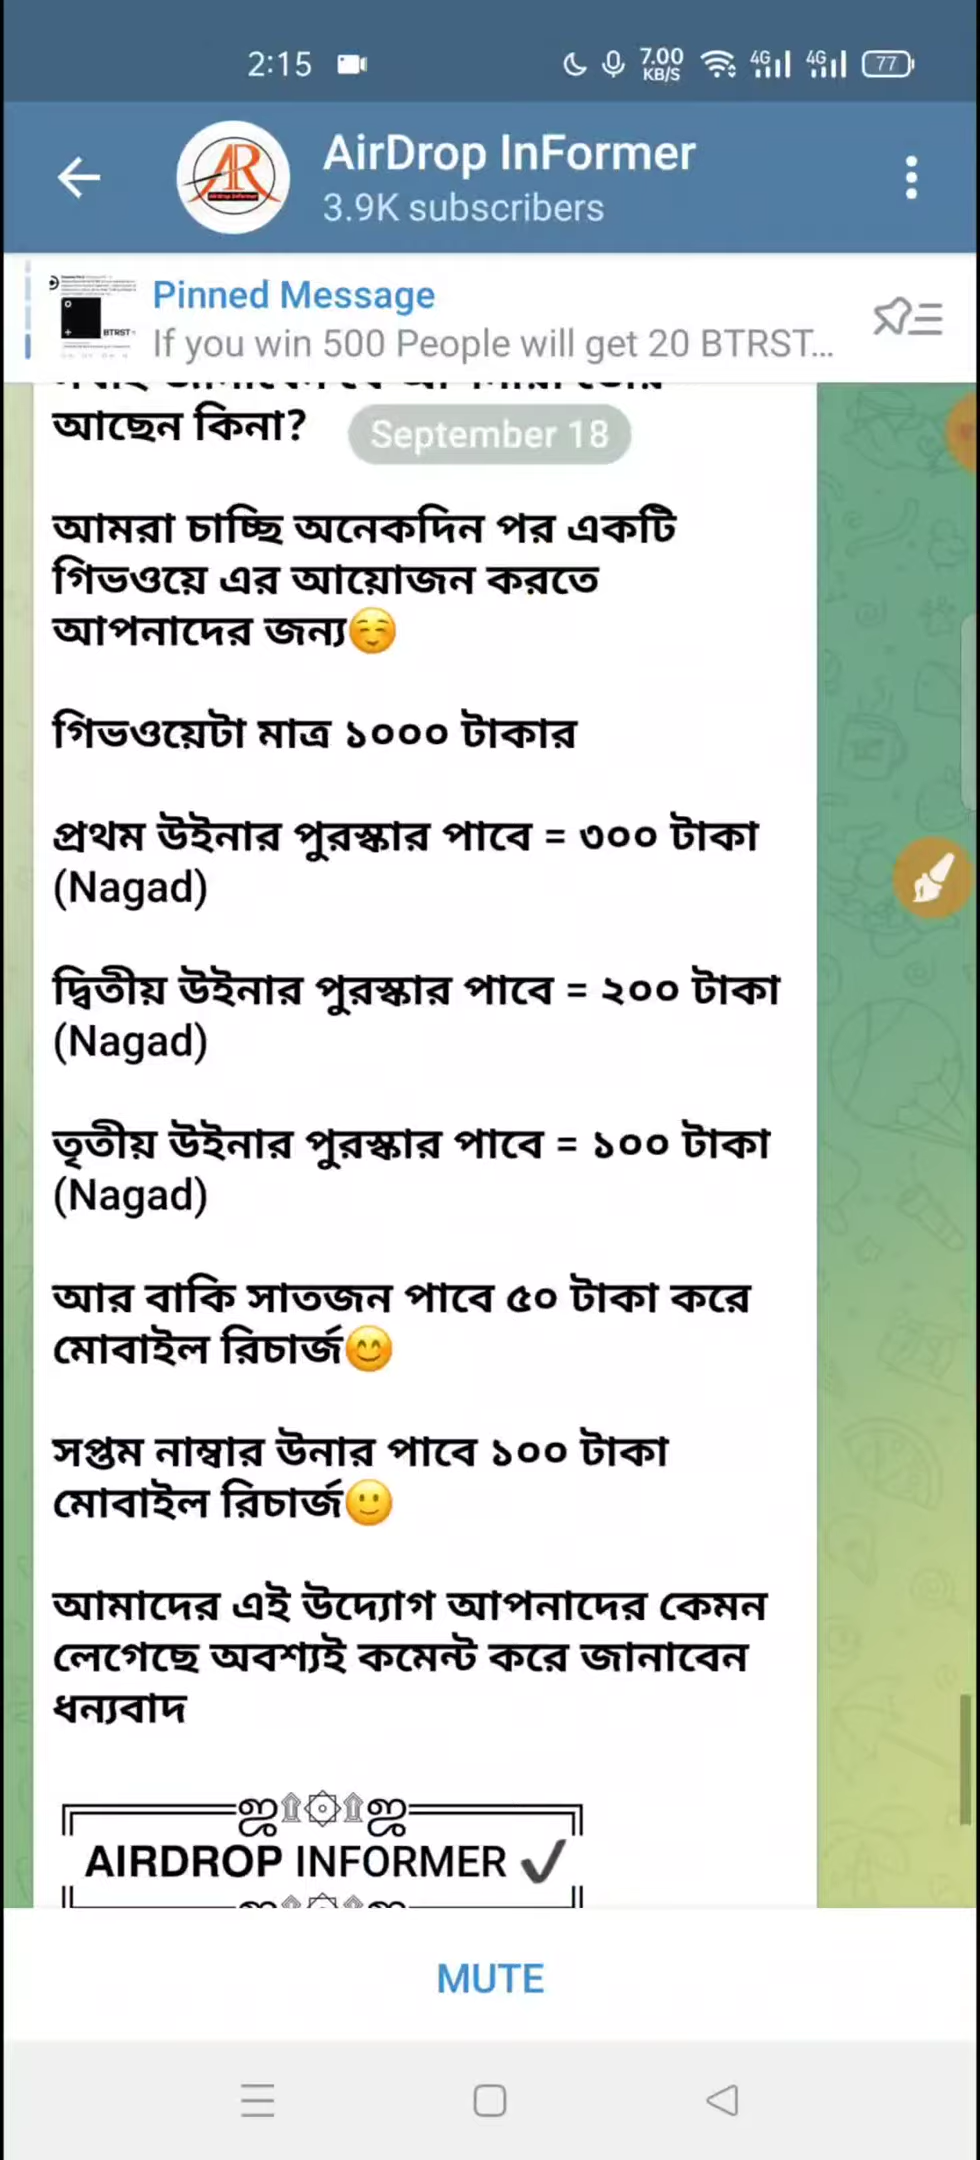 2:15
7.00
KB/S
4G
4G
77
AirDrop InFormer
3.9K subscribers
Pinned Message
If you win 500 People will get 20 BTRST...
BTRST
আছেন কিনা?
September 18
আমরা চাচ্ছি অনেকদিন পর একটি
গিভওয়ে এর আয়োজন করতে
আপনাদের জন্য☺️
গিভওয়েটা মাত্র ১০০০ টাকার
প্রথম উইনার পুরস্কার পাবে = ৩০০ টাকা
(Nagad)
দ্বিতীয় উইনার পুরস্কার পাবে = ২০০ টাকা
(Nagad)
তৃতীয় উইনার পুরস্কার পাবে = ১০০ টাকা
(Nagad)
আর বাকি সাতজন পাবে ৫০ টাকা করে
মোবাইল রিচার্জ😊
সপ্তম নাম্বার উনার পাবে ১০০ টাকা
মোবাইল রিচার্জ🙂
আমাদের এই উদ্যোগ আপনাদের কেমন
লেগেছে অবশ্যই কমেন্ট করে জানাবেন
ধন্যবাদ
╔═════ஜ۩۞۩ஜ═════╗
AIRDROP INFORMER ✔
MUTE